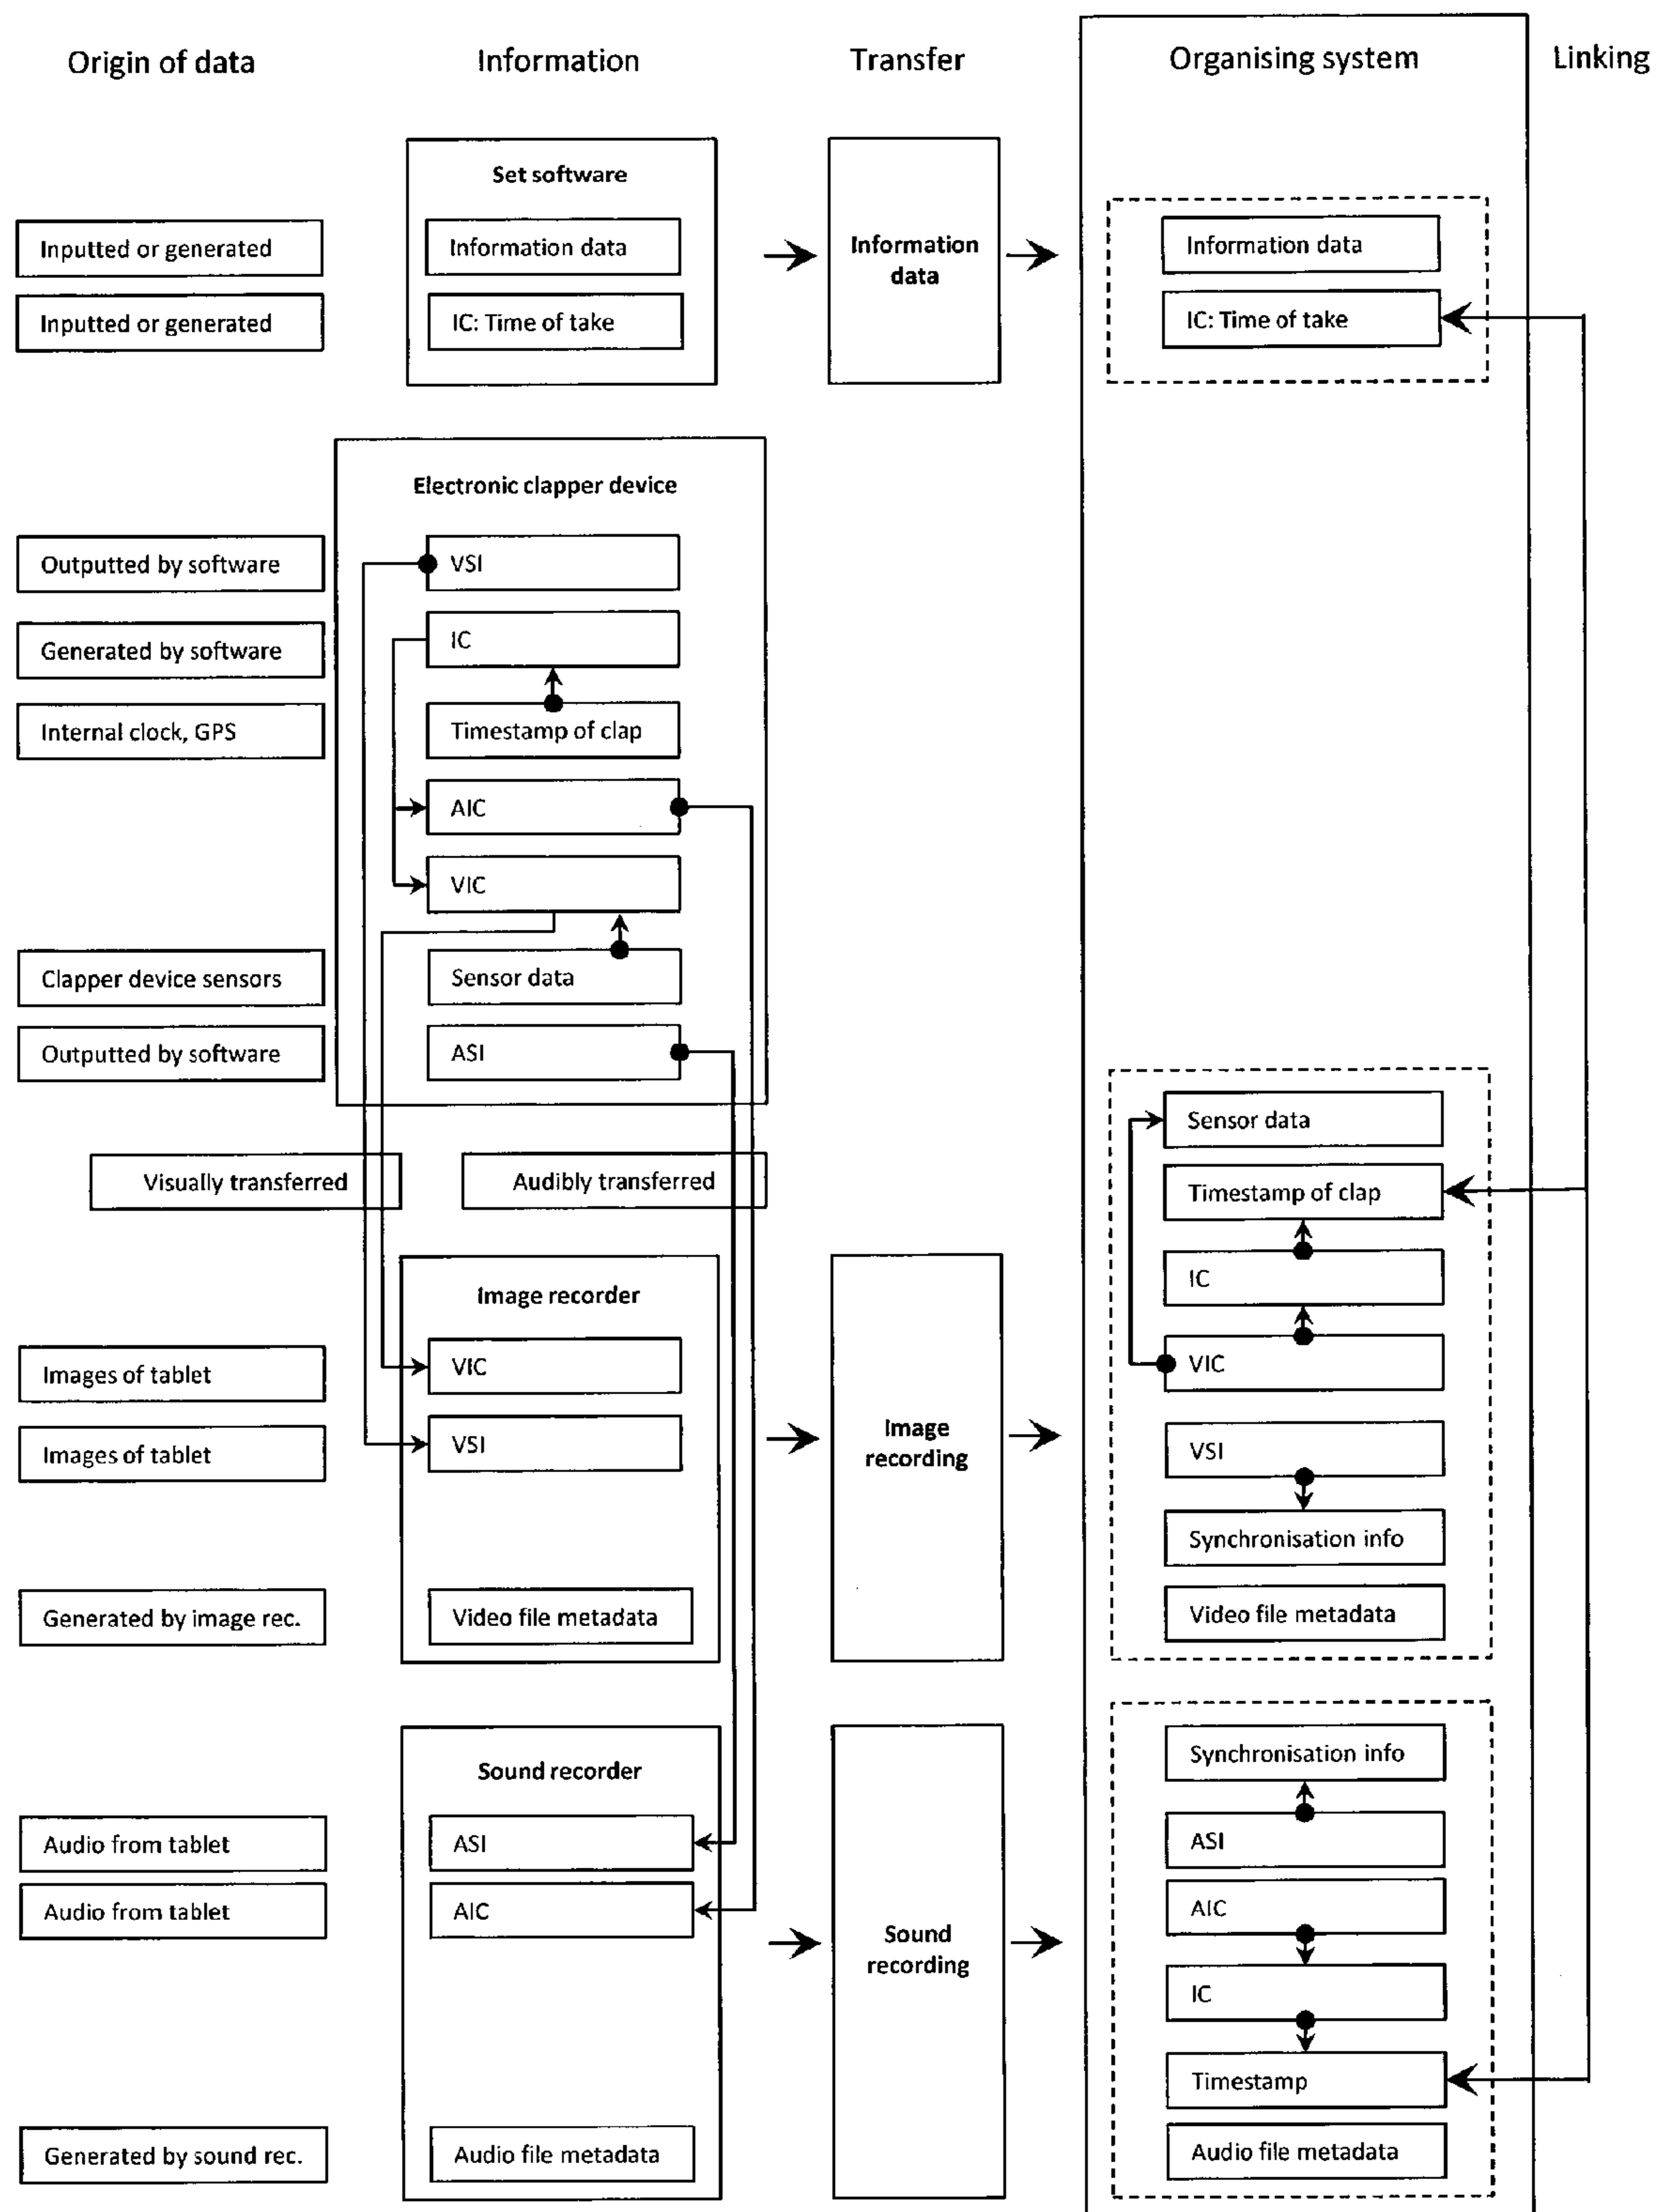 Origin of data
Information
Transfer
Organising system
Linking
Set software
Inputted or generated
Information data
Information
data
Information data
Inputted or generated
IC: Time of take
IC: Time of take
Electronic clapper device
Outputted by software
VSI
Generated by software
IC
Internal clock, GPS
Timestamp of clap
AIC
VIC
Clapper device sensors
Sensor data
Outputted by software
ASI
Visually transferred
Audibly transferred
Sensor data
Timestamp of clap
IC
VIC
VSI
Synchronisation info
Video file metadata
Image recorder
Images of tablet
VIC
Images of tablet
VSI
Image
recording
Generated by image rec.
Video file metadata
Sound recorder
Audio from tablet
ASI
Audio from tablet
AIC
Sound
recording
Generated by sound rec.
Audio file metadata
Synchronisation info
ASI
AIC
IC
Timestamp
Audio file metadata